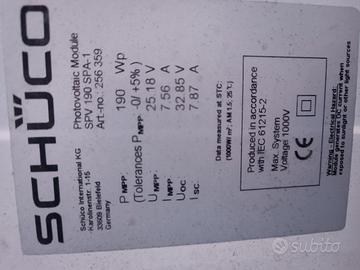 SCHÜCO
Photovoltaic Module
SPV 190 SPA-1
Art.-no.: 256 359
Schüco International KG
Karolinenstr. 1-15
33609 Bielefeld
Germany
P MPP 190 Wp
(Tolerances P MPP -0/ +5%)
U MPP 25.18 V
I MPP 7.56 A
U OC 32.85 V
I SC 7.87 A
Data measured at STC:
(1000W/ m²; AM 1.5; 25°C)
Produced in accordance
with IEC 61215-2
Max. System
Voltage 1000V
Warning - Electrical Hazard:
subito